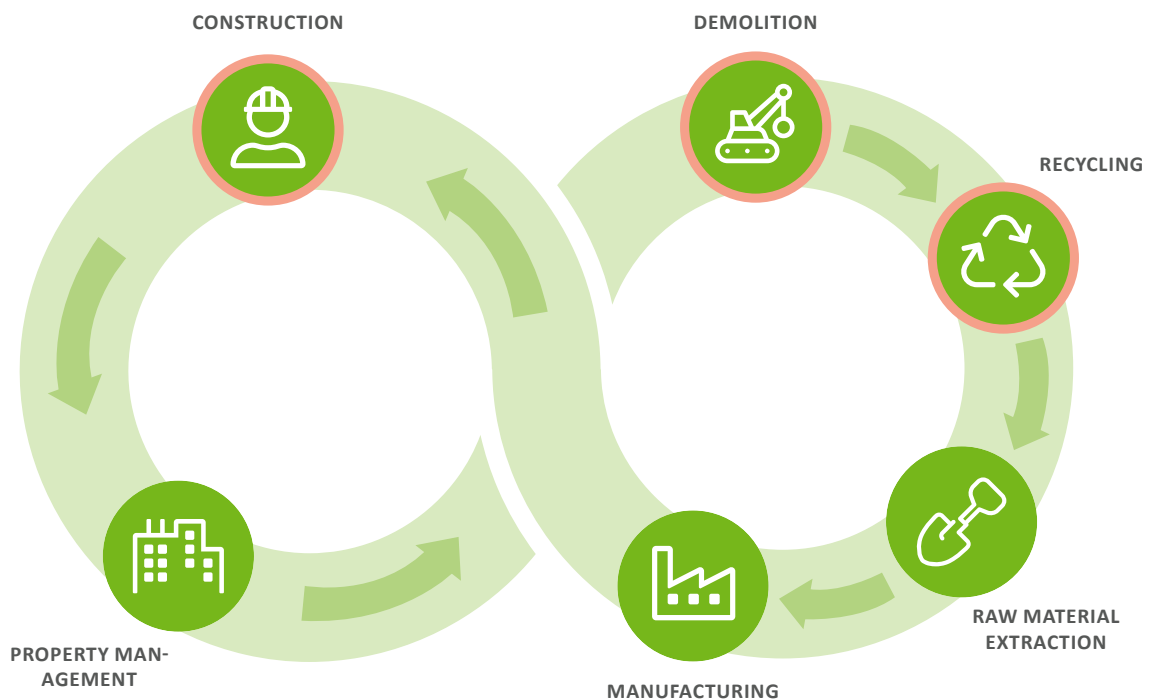 CONSTRUCTION
DEMOLITION
RECYCLING
RAW MATERIAL
EXTRACTION
PROPERTY MAN-
AGEMENT
MANUFACTURING